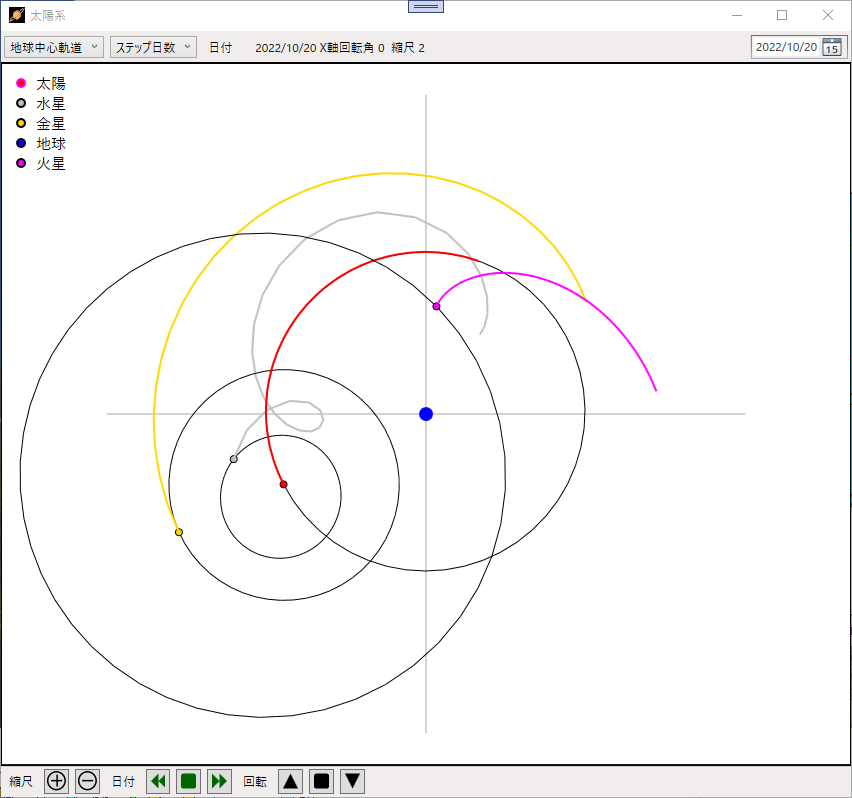 太陽系
地球中心軌道 ステップ日数 日付 2022/10/20 X軸回転角 0 縮尺 2 2022/10/20 15
太陽
水星
金星
地球
火星
縮尺 日付 回転